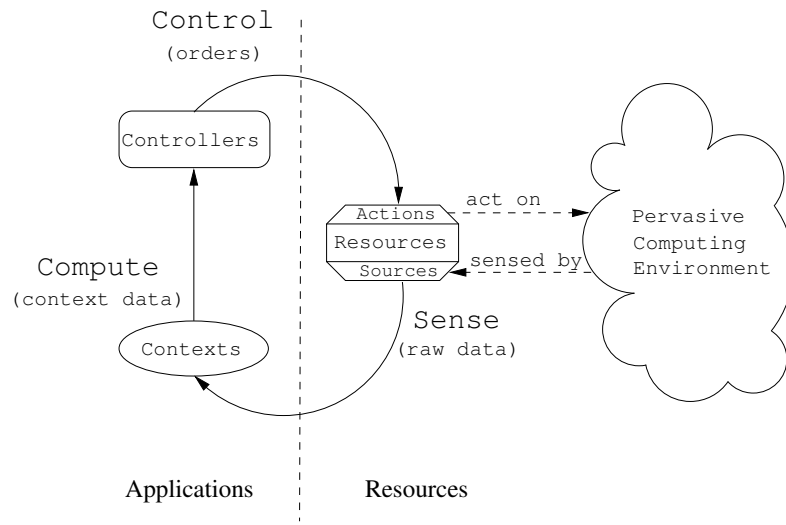 Control
(orders)
Controllers
Actions
Resources
Sources
act on
sensed by
Pervasive
Computing
Environment
Compute
(context data)
Contexts
Sense
(raw data)
Applications
Resources